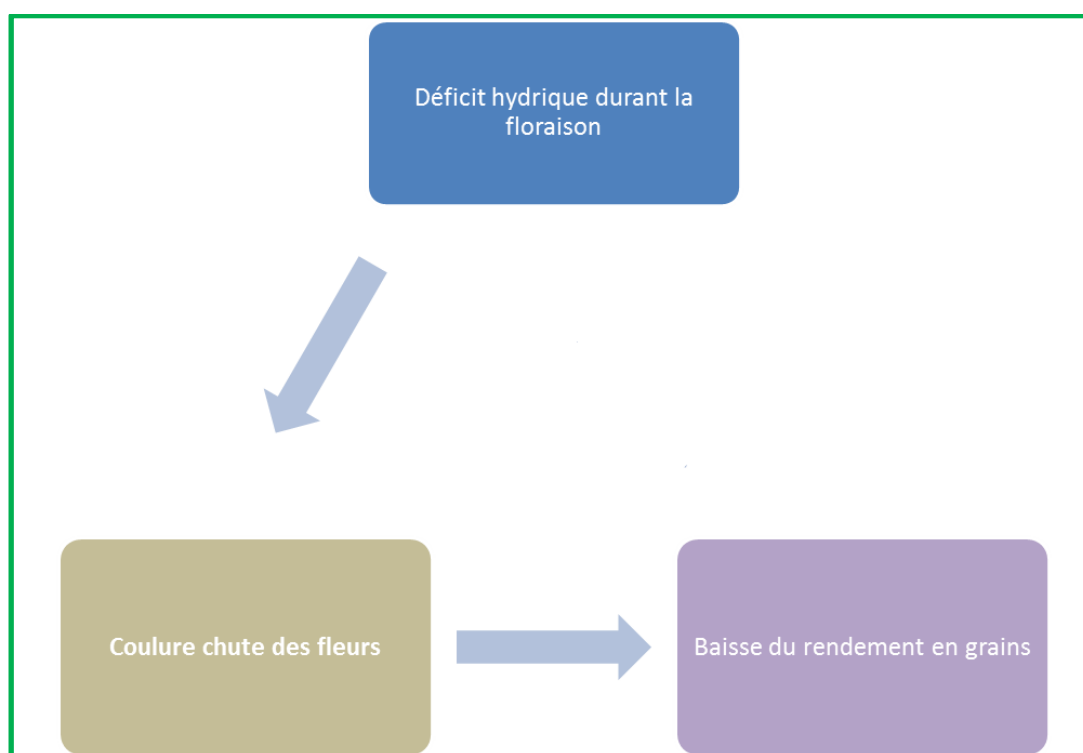 Déficit hydrique durant la
floraison
Coulure chute des fleurs
Baisse du rendement en grains